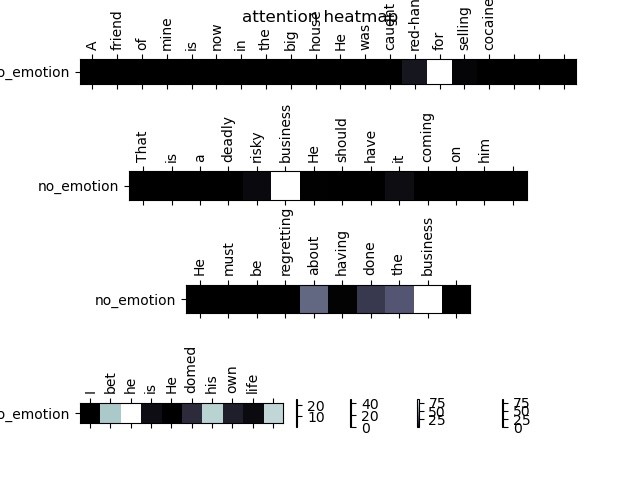 attention heatmap
A friend of mine is now in the big house He was caught red-han for selling cocaine
o_emotion
That is a deadly risky business He should have it coming on him
no_emotion
He must be regretting about having done the business
no_emotion
I bet he is He domed his own life
o_emotion
20 10
40 20 0
75 50 25
75 50 25 0